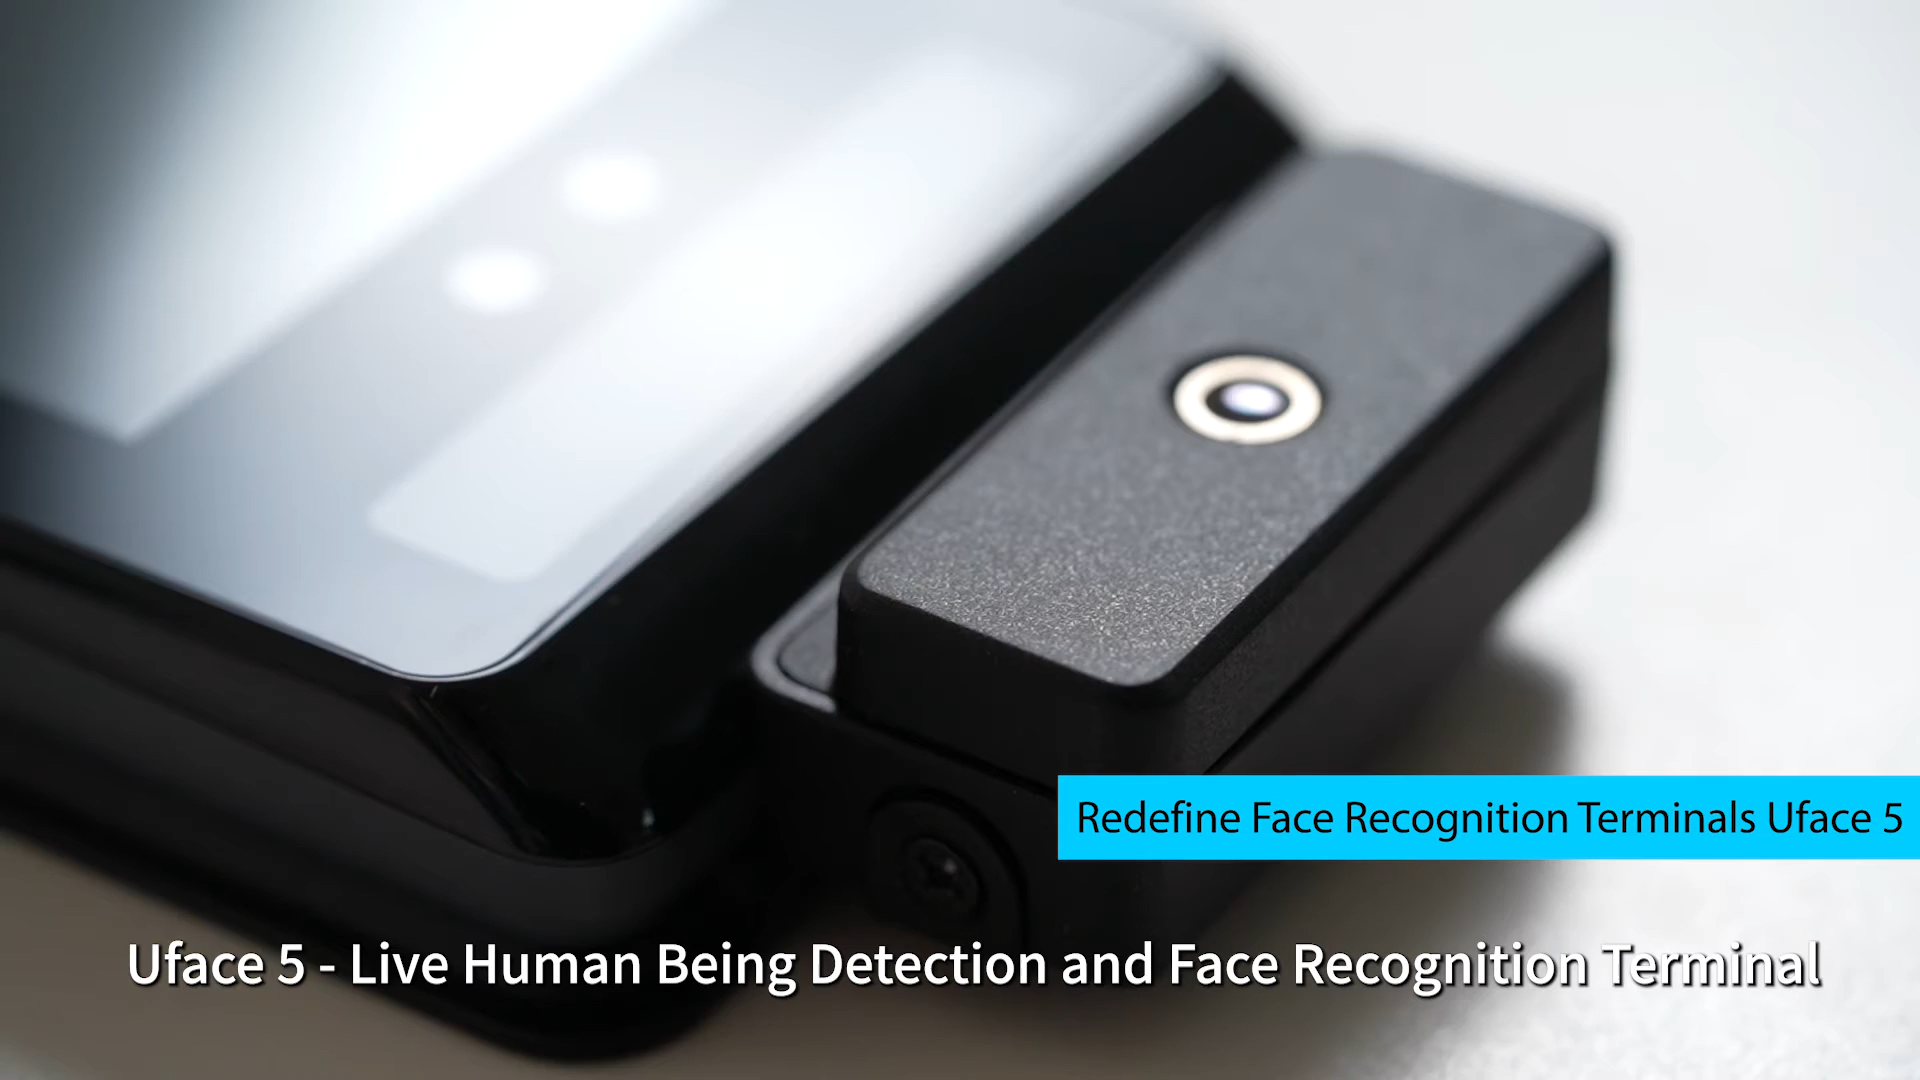 Redefine Face Recognition Terminals Uface 5
Uface 5 - Live Human Being Detection and Face Recognition Terminal